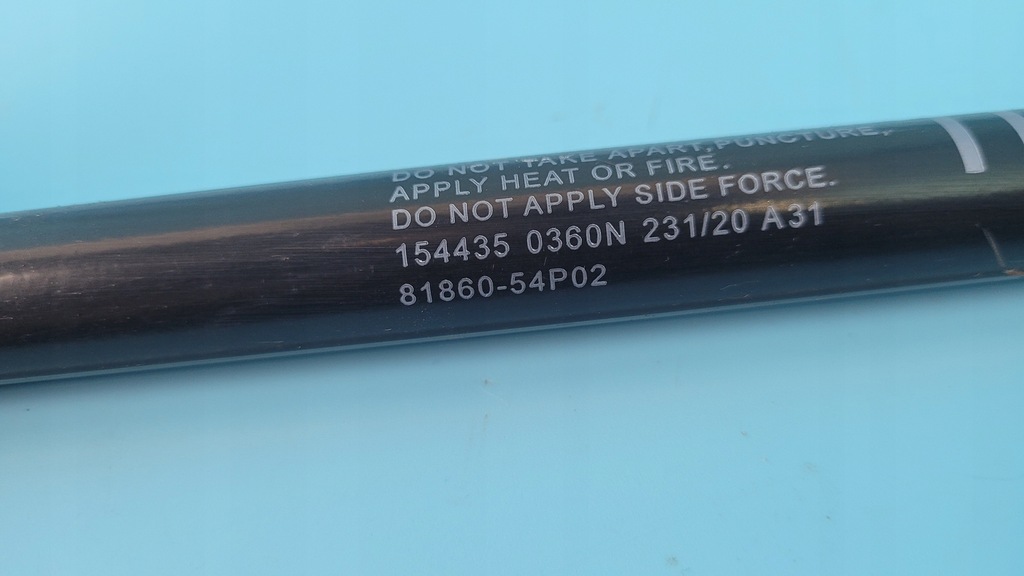 DO NOT TAKE APART, PUNCTURE,
APPLY HEAT OR FIRE.
DO NOT APPLY SIDE FORCE.
154435 0360N 231/20 A31
81860-54P02